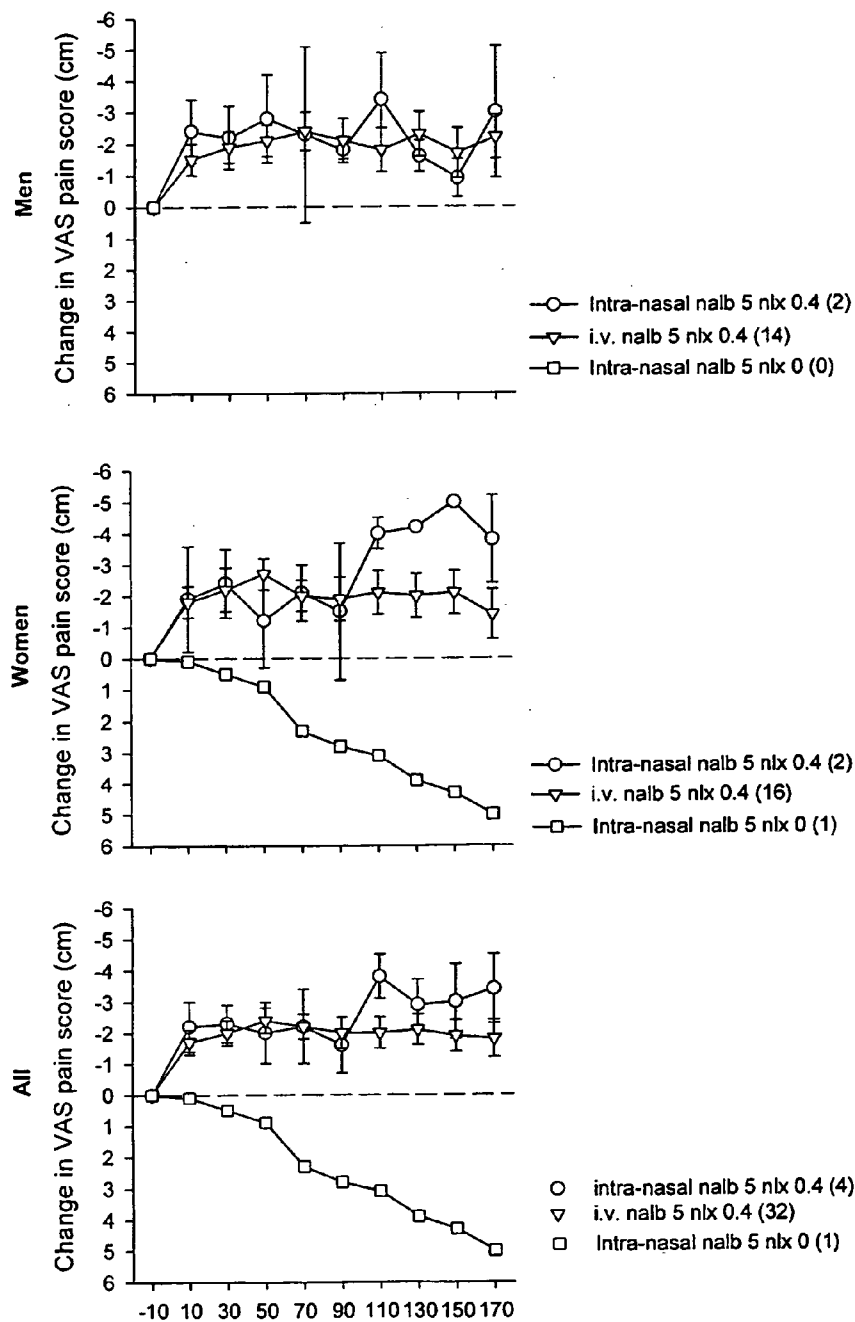 Men
Change in VAS pain score (cm)
-6
-5
-4
-3
-2
-1
0
1
2
3
4
5
6
Intra-nasal nalb 5 nlx 0.4 (2)
i.v. nalb 5 nlx 0.4 (14)
Intra-nasal nalb 5 nlx 0 (0)
Women
Change in VAS pain score (cm)
-6
-5
-4
-3
-2
-1
0
1
2
3
4
5
6
Intra-nasal nalb 5 nlx 0.4 (2)
i.v. nalb 5 nlx 0.4 (16)
Intra-nasal nalb 5 nlx 0 (1)
All
Change in VAS pain score (cm)
-6
-5
-4
-3
-2
-1
0
1
2
3
4
5
6
intra-nasal nalb 5 nlx 0.4 (4)
i.v. nalb 5 nlx 0.4 (32)
Intra-nasal nalb 5 nlx 0 (1)
-10 10 30 50 70 90 110 130 150 170